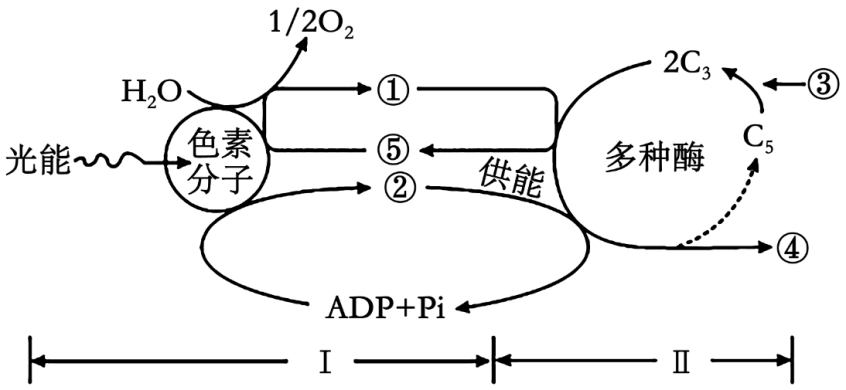 1/2O₂
H₂O
①
2C₃
③
光能
色素
分子
⑤
C₅
多种酶
②
供能
④
ADP+Pi
Ⅰ
Ⅱ